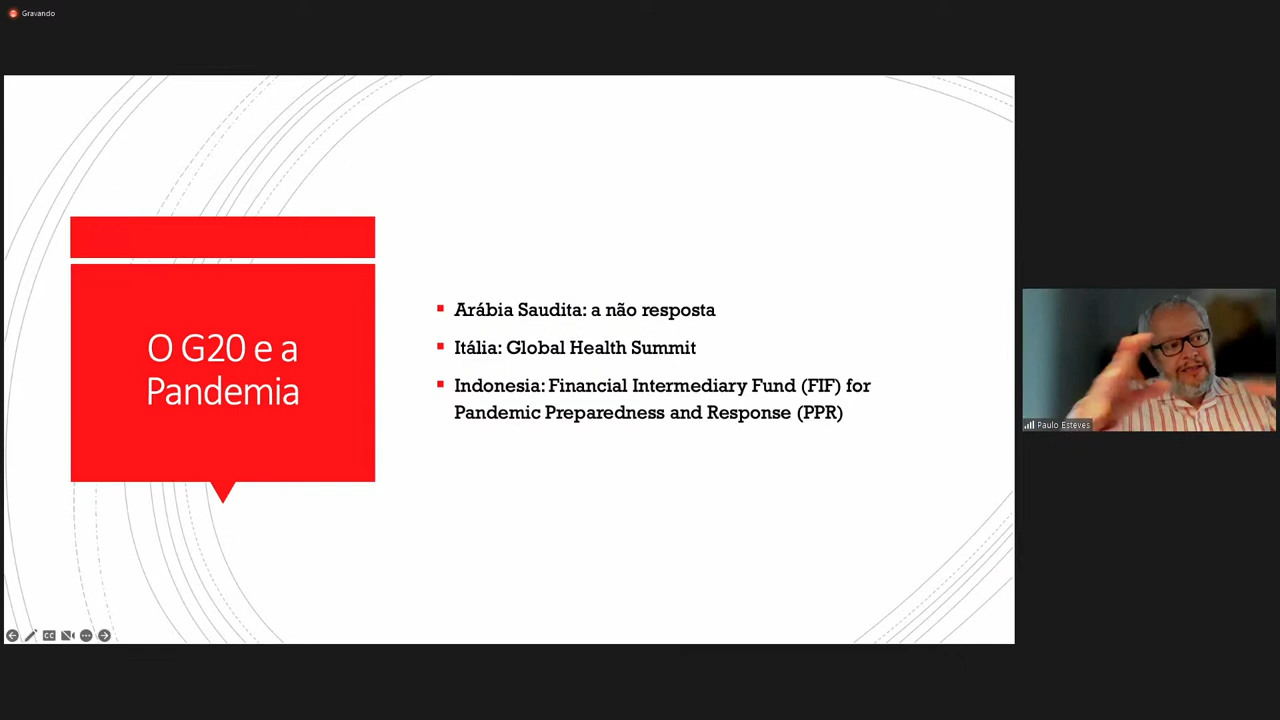 Gravando
O G20 e a
Pandemia
Arábia Saudita: a não resposta
Itália: Global Health Summit
Indonesia: Financial Intermediary Fund (FIF) for
Pandemic Preparedness and Response (PPR)
Paulo Esteves
CC